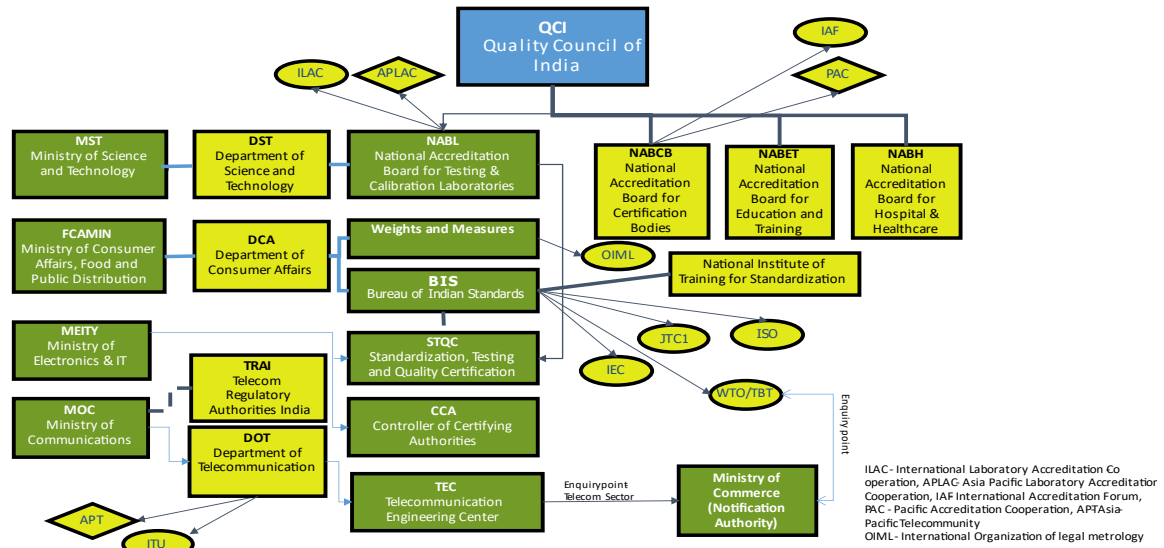 QCI
Quality Council of
India
IAF
ILAC
APLAC
PAC
MST
Ministry of Science
and Technology
DST
Department of
Science and
Technology
NABL
National Accreditation
Board for Testing &
Calibration Laboratories
NABCB
National
Accreditation
Board for
Certification
Bodies
NABET
National
Accreditation
Board for
Education and
Training
NABH
National
Accreditation
Board for
Hospital &
Healthcare
FCAMIN
Ministry of Consumer
Affairs, Food and
Public Distribution
DCA
Department of
Consumer Affairs
Weights and Measures
OIML
BIS
Bureau of Indian Standards
National Institute of
Training for Standardization
MEITY
Ministry of
Electronics & IT
STQC
Standardization, Testing
and Quality Certification
JTC1
ISO
IEC
WTO/TBT
TRAI
Telecom
Regulatory
Authorities India
MOC
Ministry of
Communications
CCA
Controller of Certifying
Authorities
Enquiry point
DOT
Department of
Telecommunication
TEC
Telecommunication
Engineering Center
Enquirypoint-
Telecom Sector
Ministry of
Commerce
(Notification
Authority)
APT
ITU
ILAC - International Laboratory Accreditation Co
operation, APLAC- Asia Pacific Laboratory Accreditation
Cooperation, IAF International Accreditation Forum,
PAC - Pacific Accreditation Cooperation, APTAsia-
PacificTelecommunity
OIML - International Organization of legal metrology